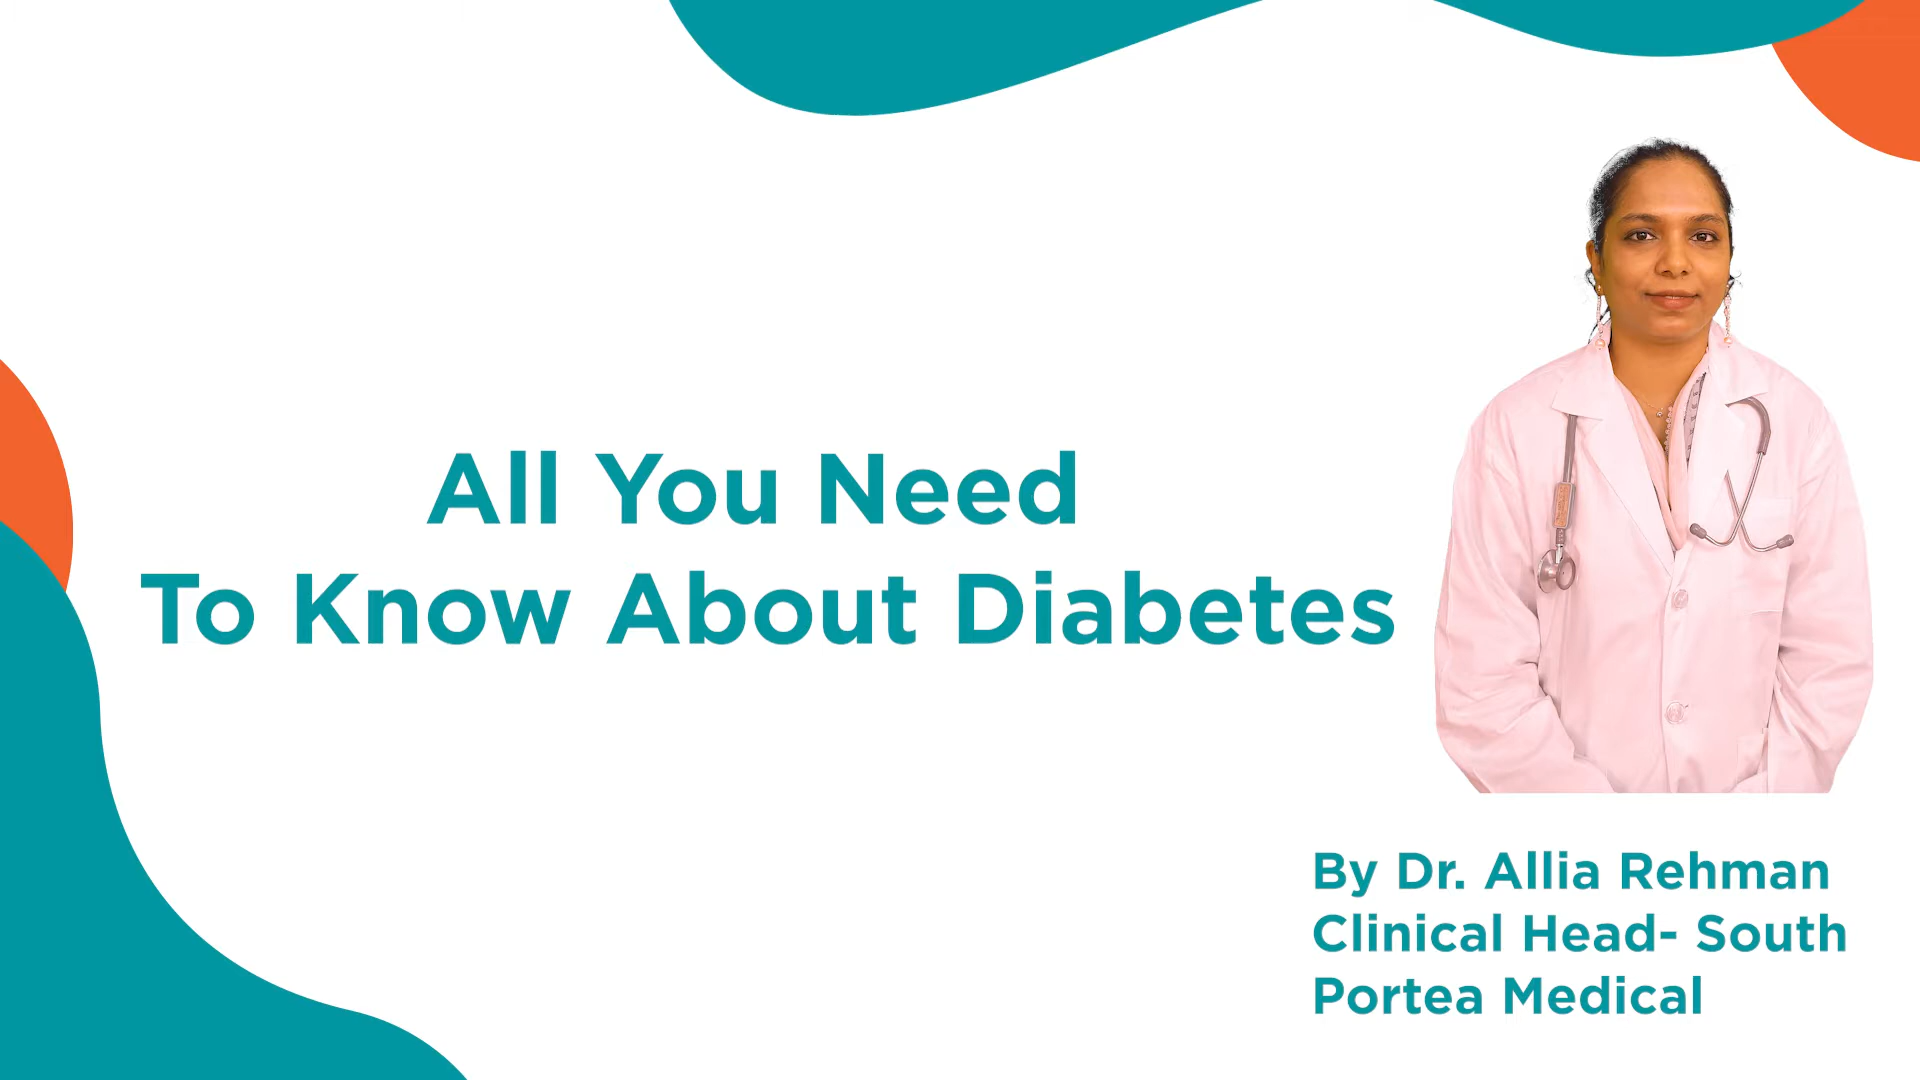 All You Need
To Know About Diabetes
By Dr. Allia Rehman
Clinical Head- South
Portea Medical